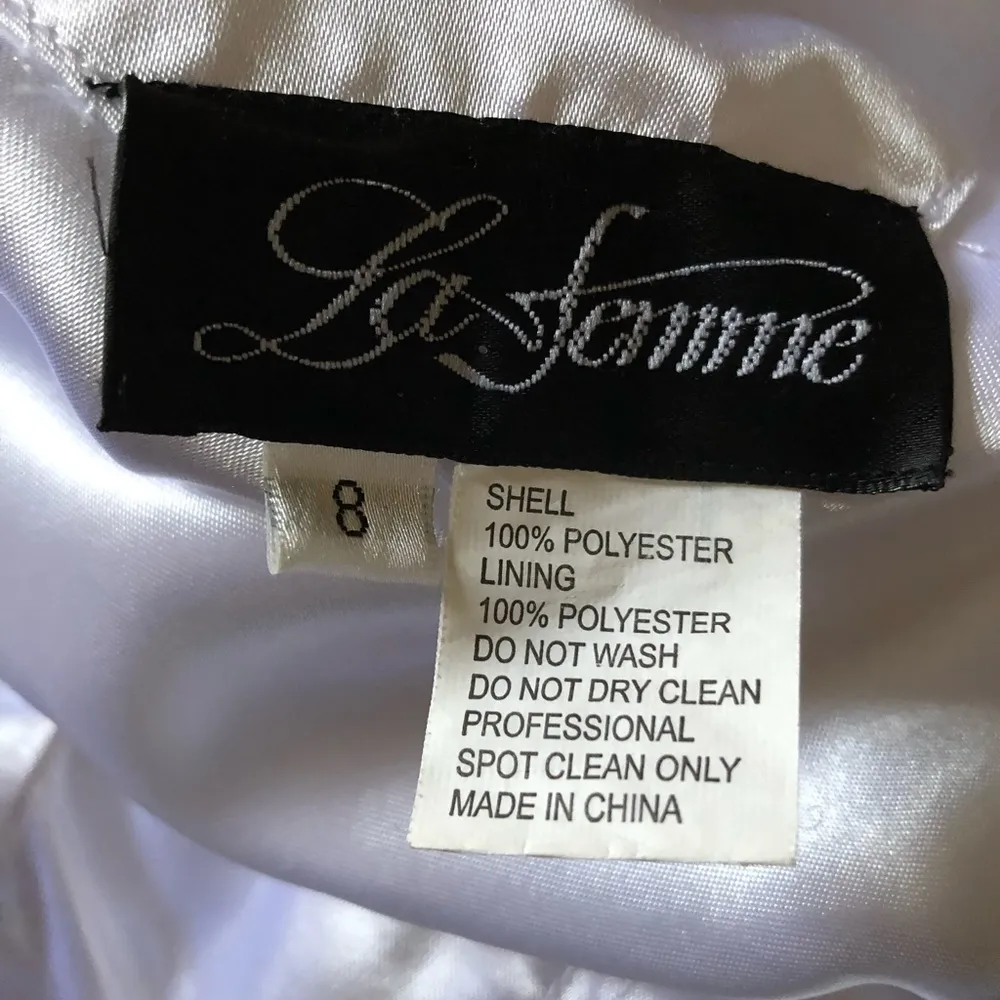 La Femme
8
SHELL
100% POLYESTER
LINING
100% POLYESTER
DO NOT WASH
DO NOT DRY CLEAN
PROFESSIONAL
SPOT CLEAN ONLY
MADE IN CHINA